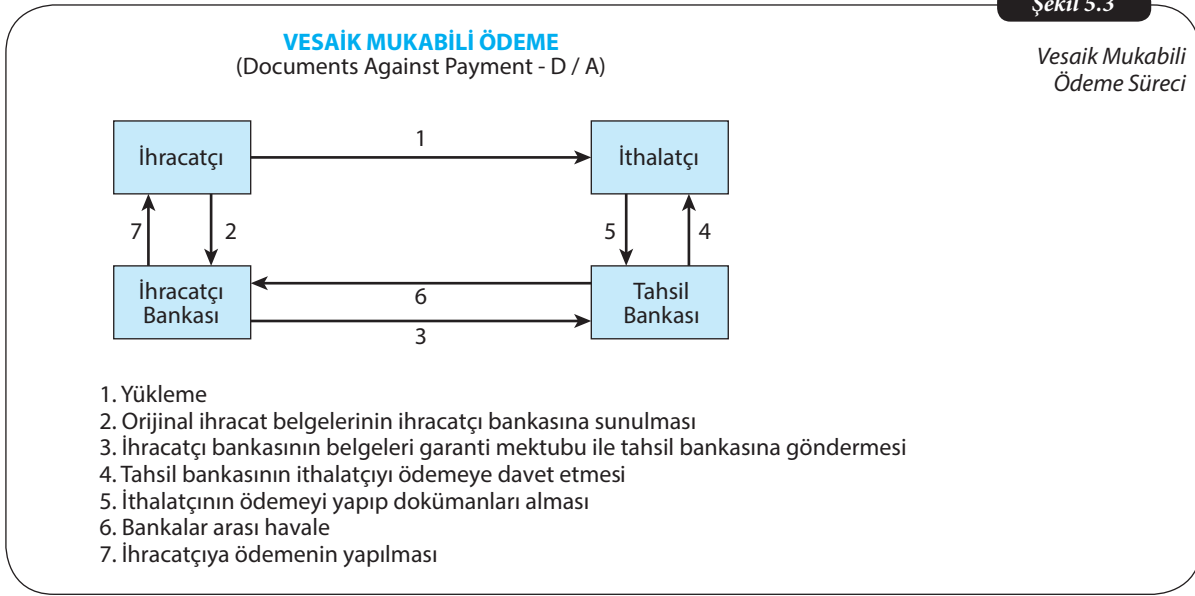 Şekil 5.3
Vesaik Mukabili
Ödeme Süreci
VESAİK MUKABİLİ ÖDEME
(Documents Against Payment - D / A)
İhracatçı
1
İthalatçı
7
2
5
4
İhracatçı
Bankası
6
3
Tahsil
Bankası
1. Yükleme
2. Orijinal ihracat belgelerinin ihracatçı bankasına sunulması
3. İhracatçı bankasının belgeleri garanti mektubu ile tahsil bankasına göndermesi
4. Tahsil bankasının ithalatçıyı ödemeye davet etmesi
5. İthalatçının ödemeyi yapıp dokümanları alması
6. Bankalar arası havale
7. İhracatçıya ödemenin yapılması